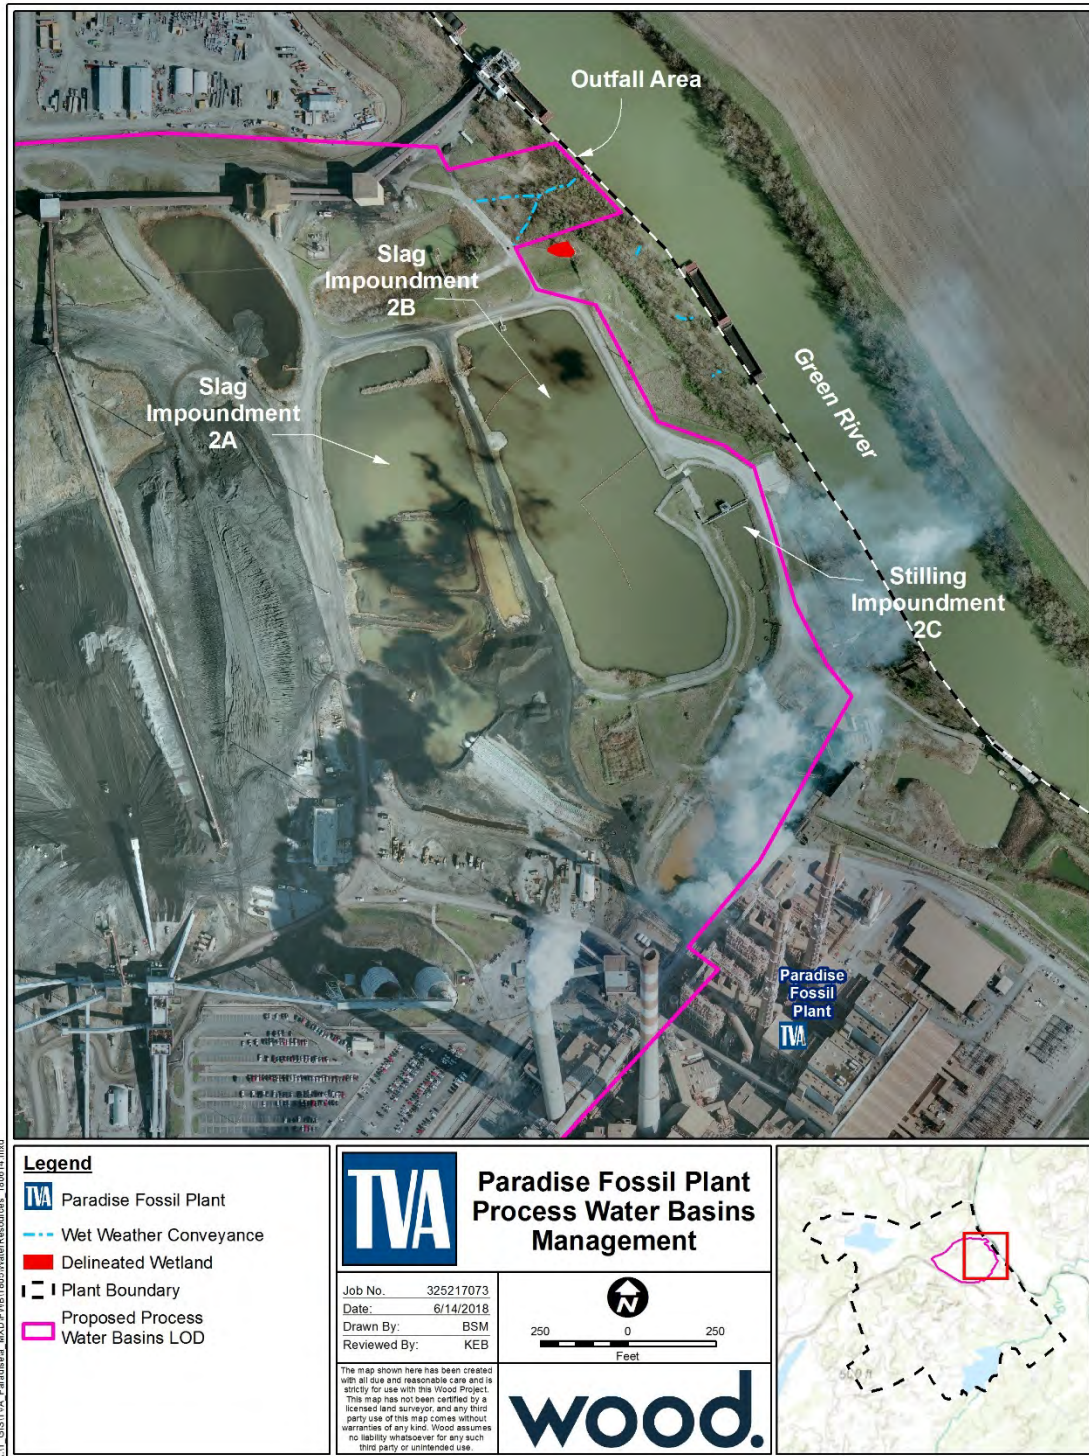 Outfall Area
Slag
Impoundment
2B
Slag
Impoundment
2A
Green River
Stilling
Impoundment
2C
Paradise
Fossil
Plant
TVA
Legend
TVA Paradise Fossil Plant
Wet Weather Conveyance
Delineated Wetland
Plant Boundary
Proposed Process
Water Basins LOD
TVA
Paradise Fossil Plant
Process Water Basins
Management
Job No. 325217073
Date: 6/14/2018
Drawn By: BSM
Reviewed By: KEB
The map shown here has been created
with all due and reasonable care and is
strictly for use with this Wood Project.
This map has not been certified by a
licensed land surveyor, and any third
party use of this map comes without
warranties of any kind. Wood assumes
no liability whatsoever for any such
third party or unintended use.
N
250 0 250
Feet
wood.